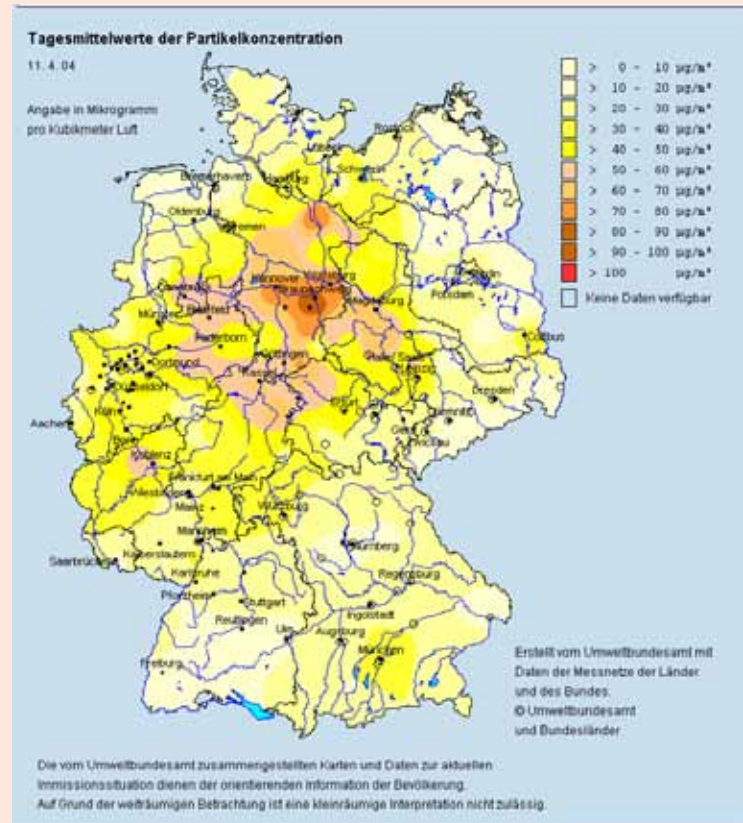 Tagesmittelwerte der Partikelkonzentration
11. 4. 04
Angabe in Mikrogramm
pro Kubikmeter Luft
> 0 - 10 µg/m³
> 10 - 20 µg/m³
> 20 - 30 µg/m³
> 30 - 40 µg/m³
> 40 - 50 µg/m³
> 50 - 60 µg/m³
> 60 - 70 µg/m³
> 70 - 80 µg/m³
> 80 - 90 µg/m³
> 90 - 100 µg/m³
> 100 µg/m³
Keine Daten verfügbar
Rostock
Lübeck
Schwerin
Bremerhaven
Hamburg
Oldenburg
Bremen
Hannover
Wolfsburg
Braunschweig
Berlin
Potsdam
Osnabrück
Bielefeld
Magdeburg
Münster
Paderborn
Cottbus
Göttingen
Halle/ Saale
Dortmund
Kassel
Leipzig
Düsseldorf
Erfurt
Dresden
Köln
Gera
Chemnitz
Aachen
Zwickau
Bonn
Koblenz
Frankfurt am Main
Wiesbaden
Mainz
Würzburg
Mannheim
Nürnberg
Saarbrücken
Kaiserslautern
Karlsruhe
Regensburg
Pforzheim
Stuttgart
Ingolstadt
Reutlingen
Ulm
Augsburg
München
Freiburg
Erstellt vom Umweltbundesamt mit
Daten der Messnetze der Länder
und des Bundes.
© Umweltbundesamt
und Bundesländer
Die vom Umweltbundesamt zusammengestellten Karten und Daten zur aktuellen
Immissionssituation dienen der orientierenden Information der Bevölkerung.
Auf Grund der weiträumigen Betrachtung ist eine kleinräumige Interpretation nicht zulässig.